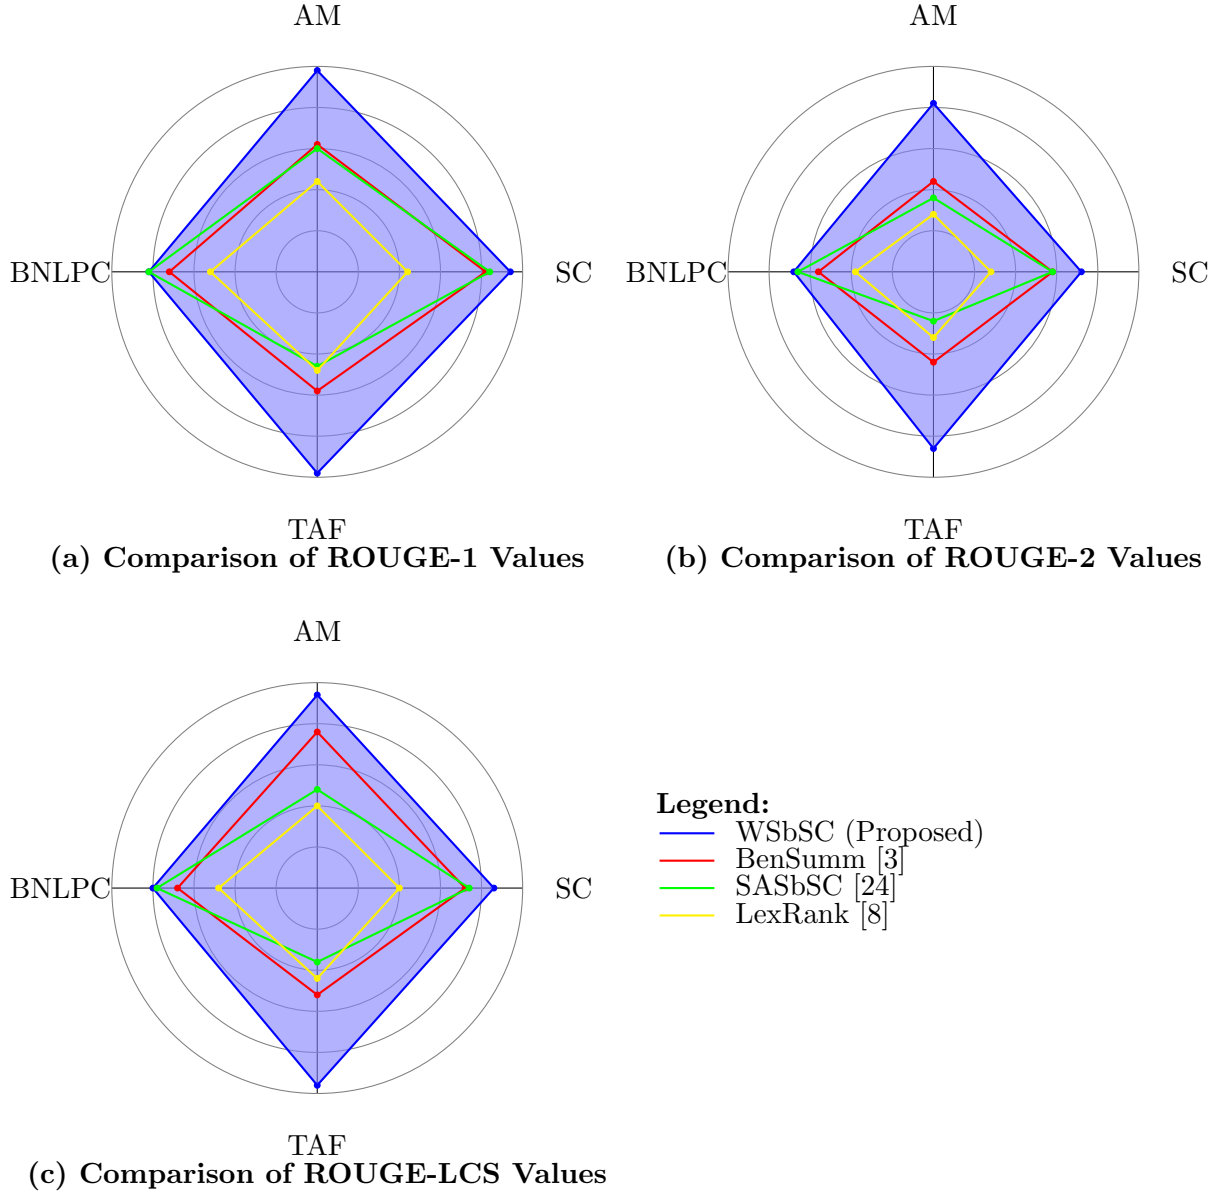 AM
AM
BNLPC
SC
BNLPC
SC
TAF
TAF
(a) Comparison of ROUGE-1 Values
(b) Comparison of ROUGE-2 Values
AM
BNLPC
SC
TAF
(c) Comparison of ROUGE-LCS Values
Legend:
WSbSC (Proposed)
BenSumm [3]
SASbSC [24]
LexRank [8]